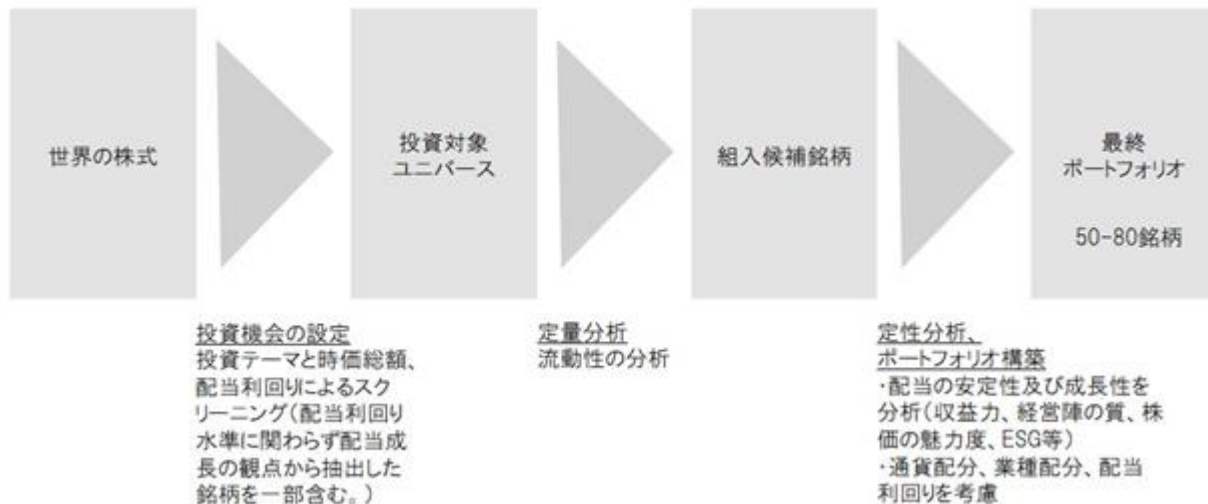 世界の株式
投資対象
ユニバース
組入候補銘柄
最終
ポートフォリオ
50-80銘柄
投資機会の設定
投資テーマと時価総額、
配当利回りによるスク
リーニング(配当利回り
水準に関わらず配当成
長の観点から抽出した
銘柄を一部含む。)
定量分析
流動性の分析
定性分析、
ポートフォリオ構築
・配当の安定性及び成長性を
分析(収益力、経営陣の質、株
価の魅力度、ESG等)
・通貨配分、業種配分、配当
利回りを考慮